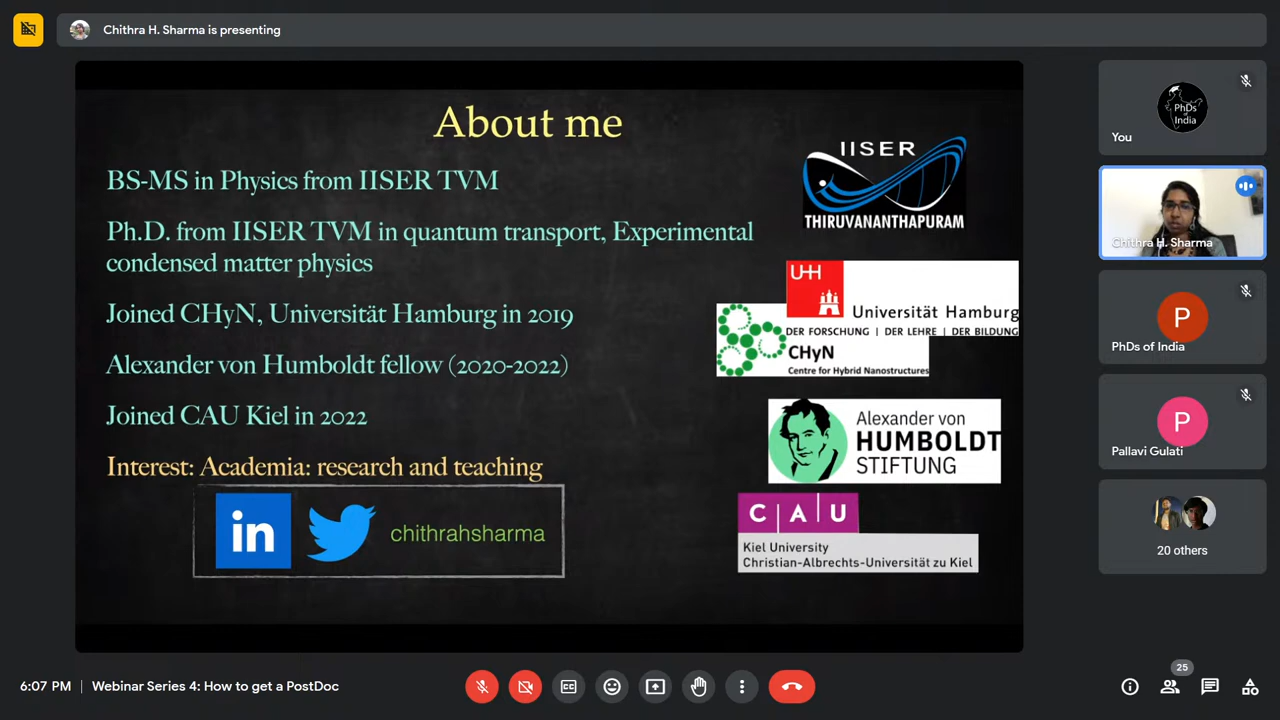 Chithra H. Sharma is presenting
About me
BS-MS in Physics from IISER TVM
Ph.D. from IISER TVM in quantum transport, Experimental
condensed matter physics
Joined CHyN, Universität Hamburg in 2019
Alexander von Humboldt fellow (2020-2022)
Joined CAU Kiel in 2022
Interest: Academia: research and teaching
in
chithrahsharma
IISER
THIRUVANANTHAPURAM
UHH
Universität Hamburg
DER FORSCHUNG | DER LEHRE | DER BILDUNG
CHyN
Centre for Hybrid Nanostructures
Alexander von
HUMBOLDT
STIFTUNG
C|A|U
Kiel University
Christian-Albrechts-Universität zu Kiel
PhDs
of
India
You
Chithra H. Sharma
P
PhDs of India
P
Pallavi Gulati
20 others
6:07 PM | Webinar Series 4: How to get a PostDoc
25